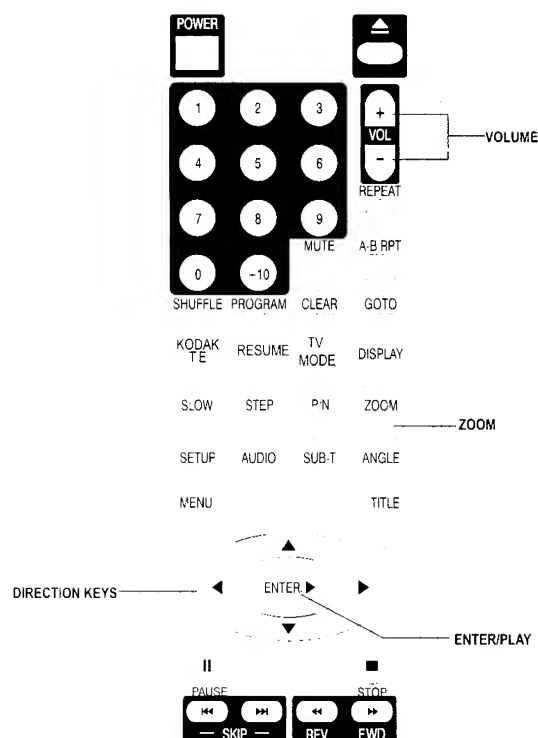 POWER
1 2 3
+
VOL
VOLUME
4 5 6
−
REPEAT
7 8 9
MUTE A-B RPT
0 –10
SHUFFLE PROGRAM CLEAR GOTO
KODAK RESUME TV DISPLAY
MODE
SLOW STEP P/N ZOOM
ZOOM
SETUP AUDIO SUB-T ANGLE
MENU TITLE
DIRECTION KEYS
ENTER
ENTER/PLAY
PAUSE STOP
— SKIP — REV FWD